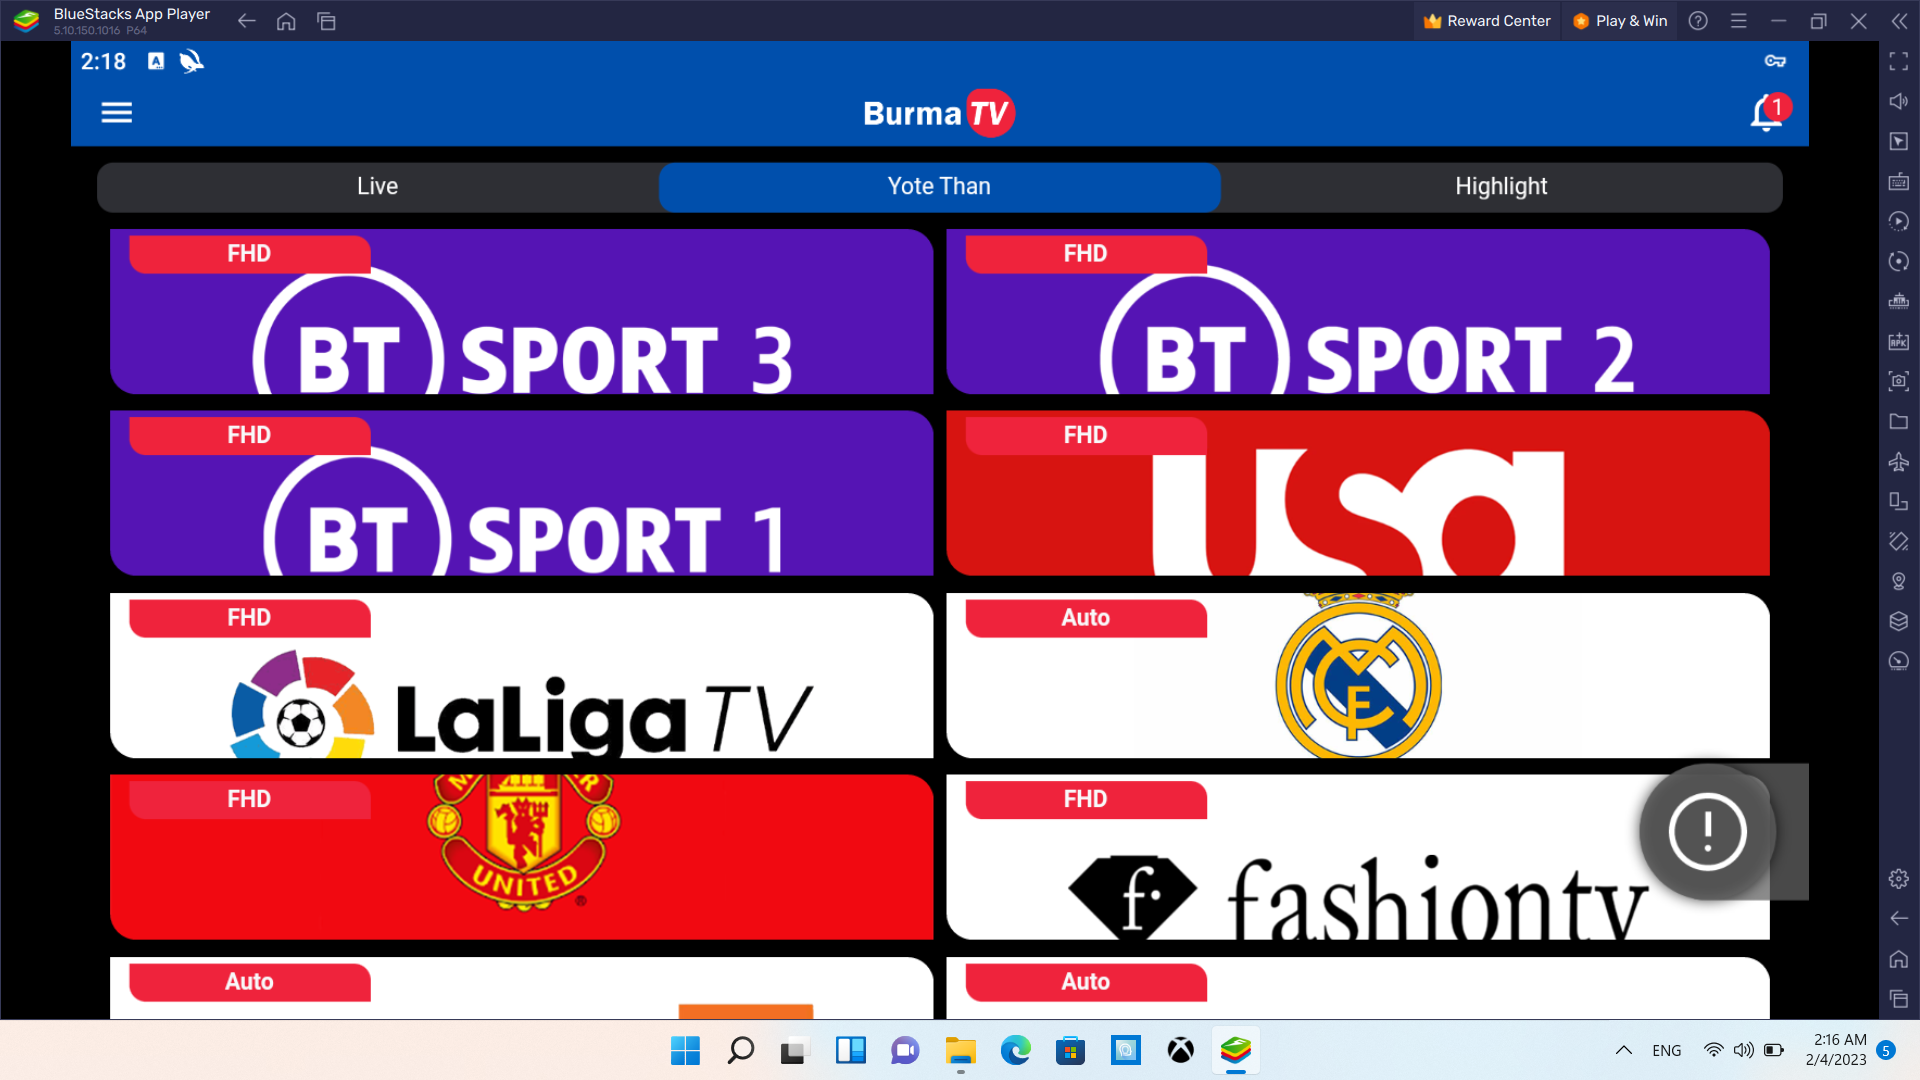 BlueStacks App Player
5.10.150.1016 P64
Reward Center
Play & Win
2:18
A
Burma TV
1
Live
Yote Than
Highlight
FHD
BT SPORT 3
FHD
BT SPORT 2
FHD
BT SPORT 1
FHD
usa
FHD
LaLiga TV
Auto
FHD
UNITED
®
FHD
f.
fashiontv
Auto
Auto
ENG
2:16 AM
2/4/2023
5